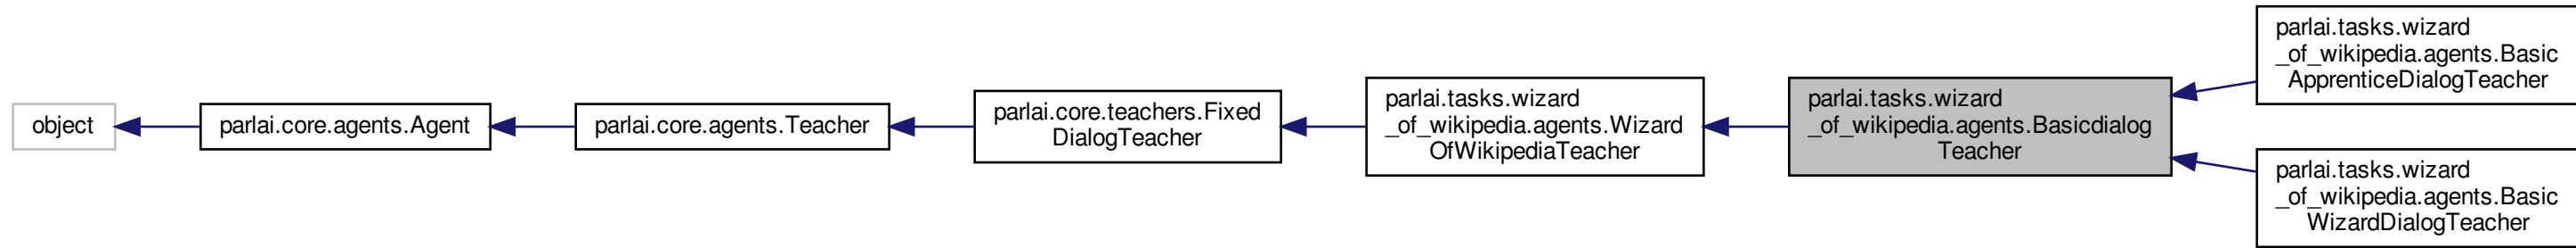 object
parlai.core.agents.Agent
parlai.core.agents.Teacher
parlai.core.teachers.Fixed
DialogTeacher
parlai.tasks.wizard
_of_wikipedia.agents.Wizard
OfWikipediaTeacher
parlai.tasks.wizard
_of_wikipedia.agents.Basicdialog
Teacher
parlai.tasks.wizard
_of_wikipedia.agents.Basic
ApprenticeDialogTeacher
parlai.tasks.wizard
_of_wikipedia.agents.Basic
WizardDialogTeacher